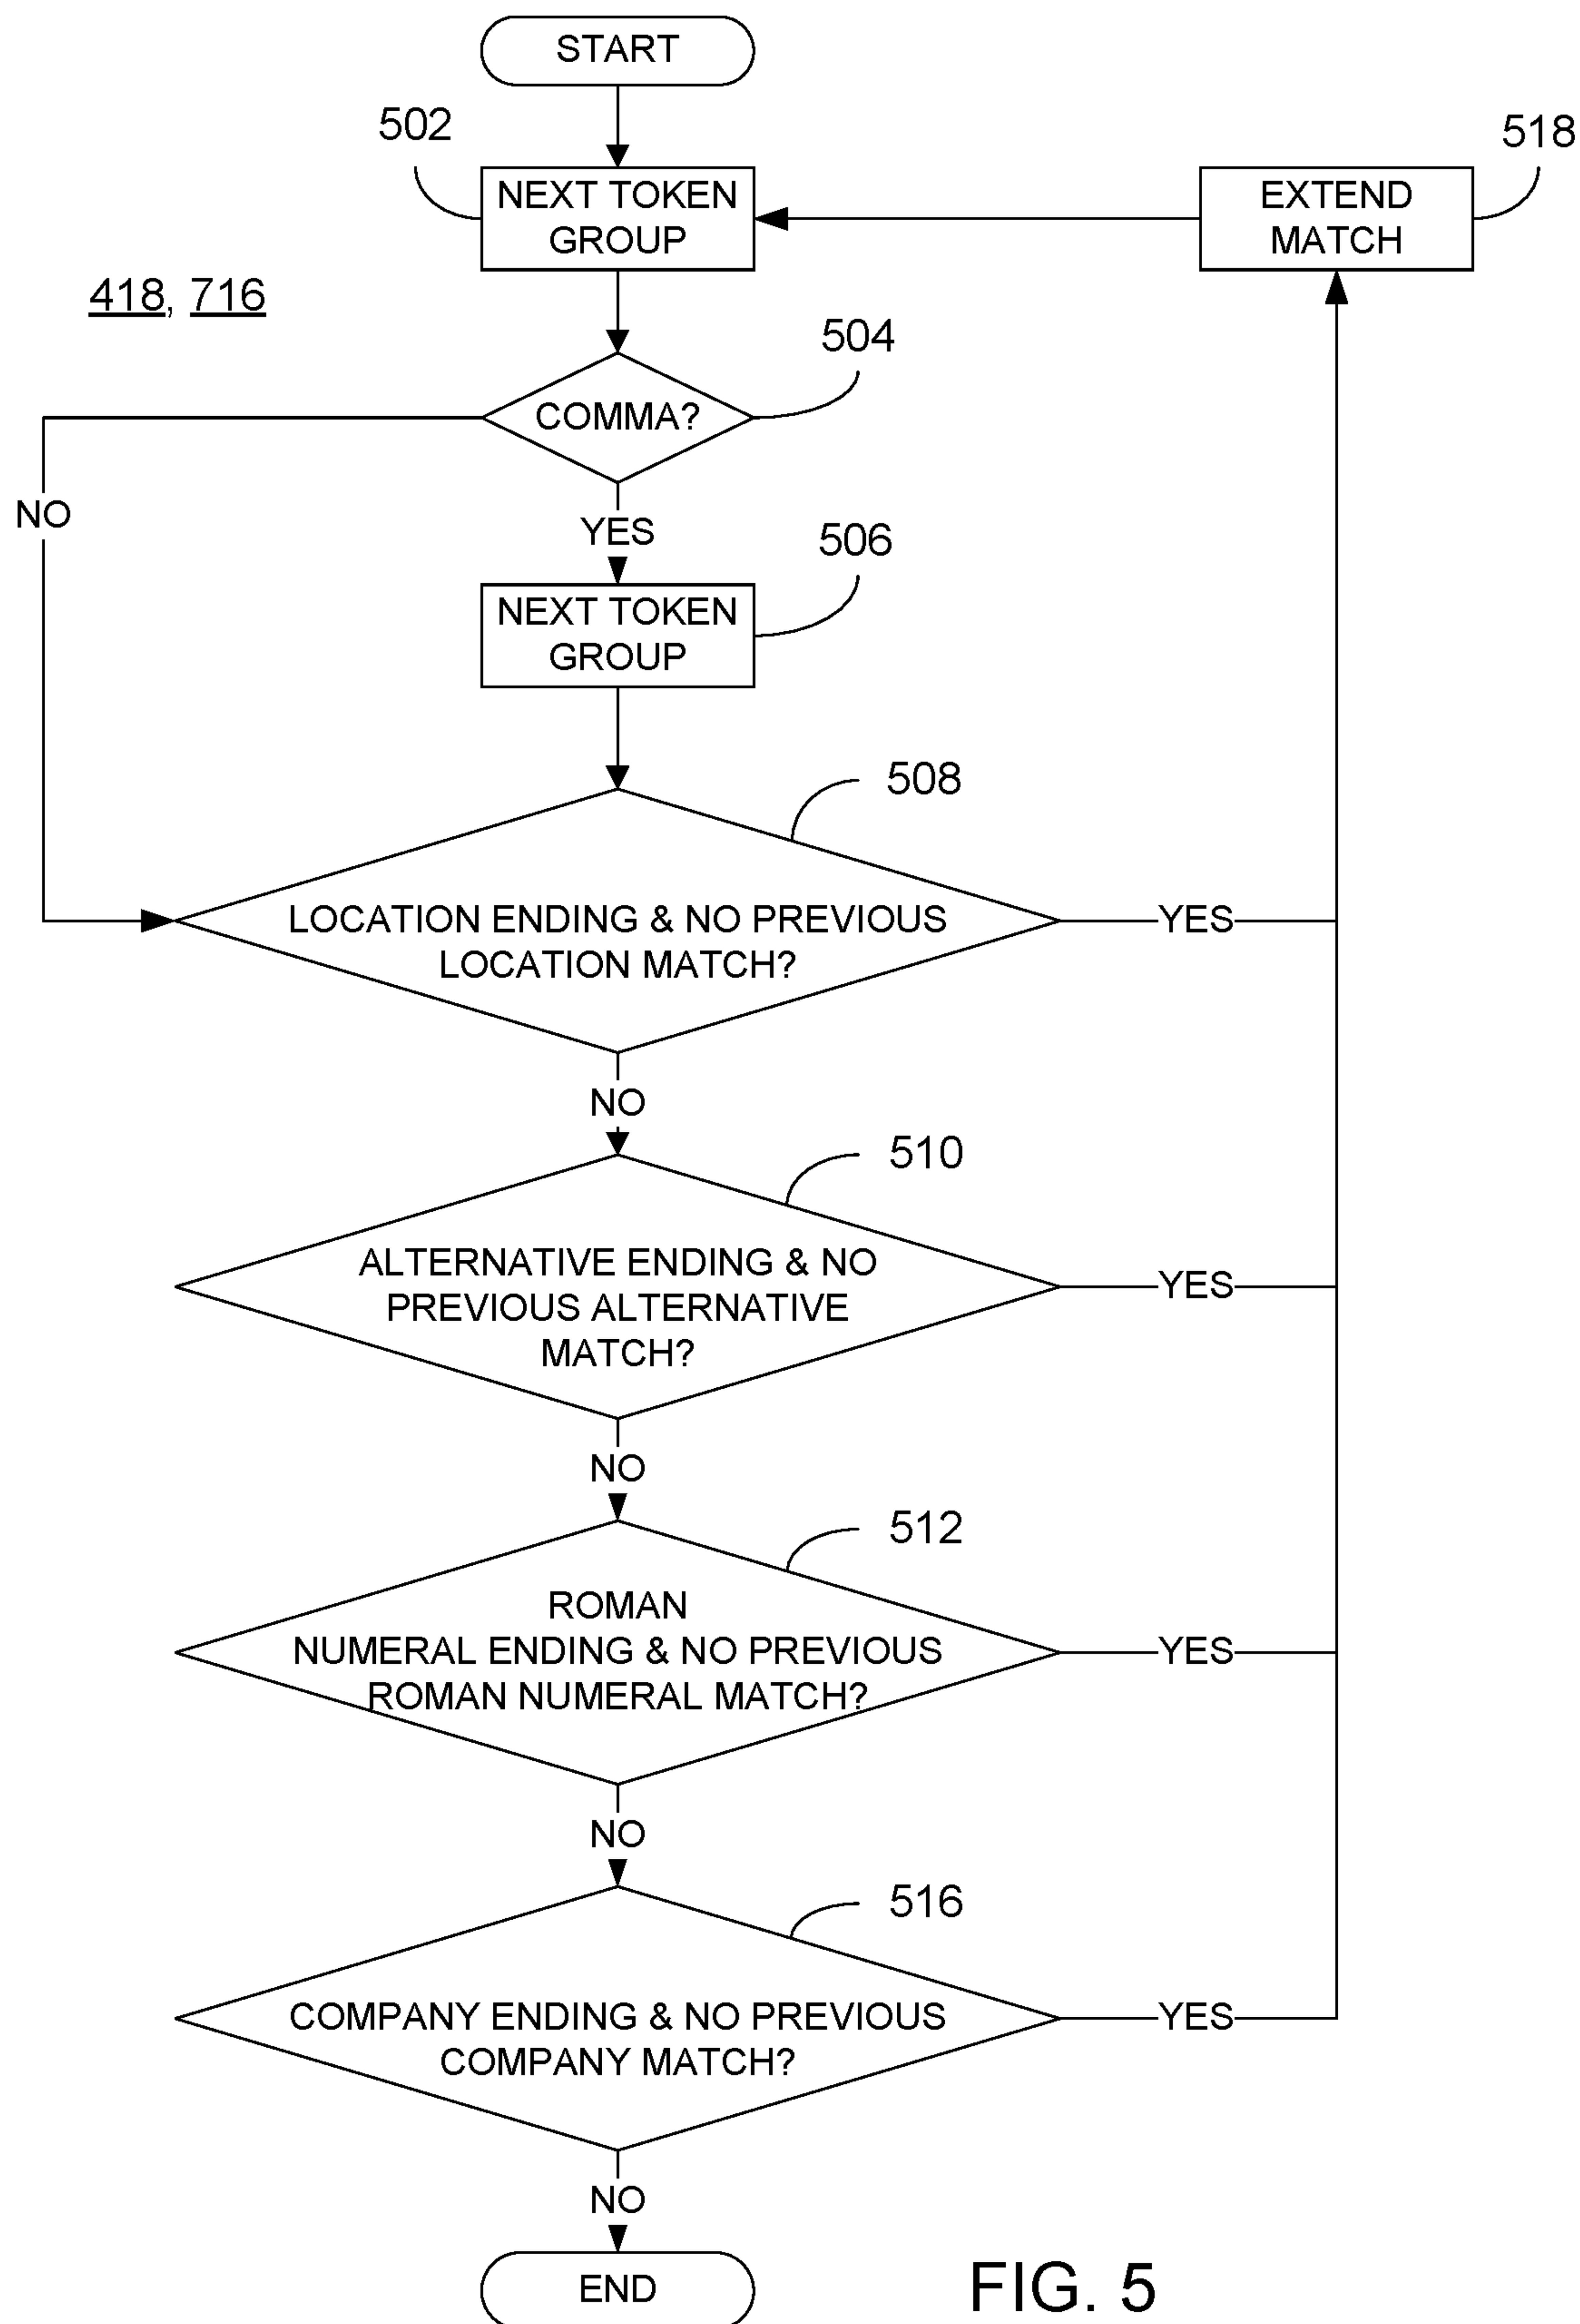 START
502
518
NEXT TOKEN
GROUP
EXTEND
MATCH
418, 716
504
COMMA?
NO
YES
506
NEXT TOKEN
GROUP
508
LOCATION ENDING & NO PREVIOUS
LOCATION MATCH?
YES
NO
510
ALTERNATIVE ENDING & NO
PREVIOUS ALTERNATIVE
MATCH?
YES
NO
512
ROMAN
NUMERAL ENDING & NO PREVIOUS
ROMAN NUMERAL MATCH?
YES
NO
516
COMPANY ENDING & NO PREVIOUS
COMPANY MATCH?
YES
NO
END
FIG. 5